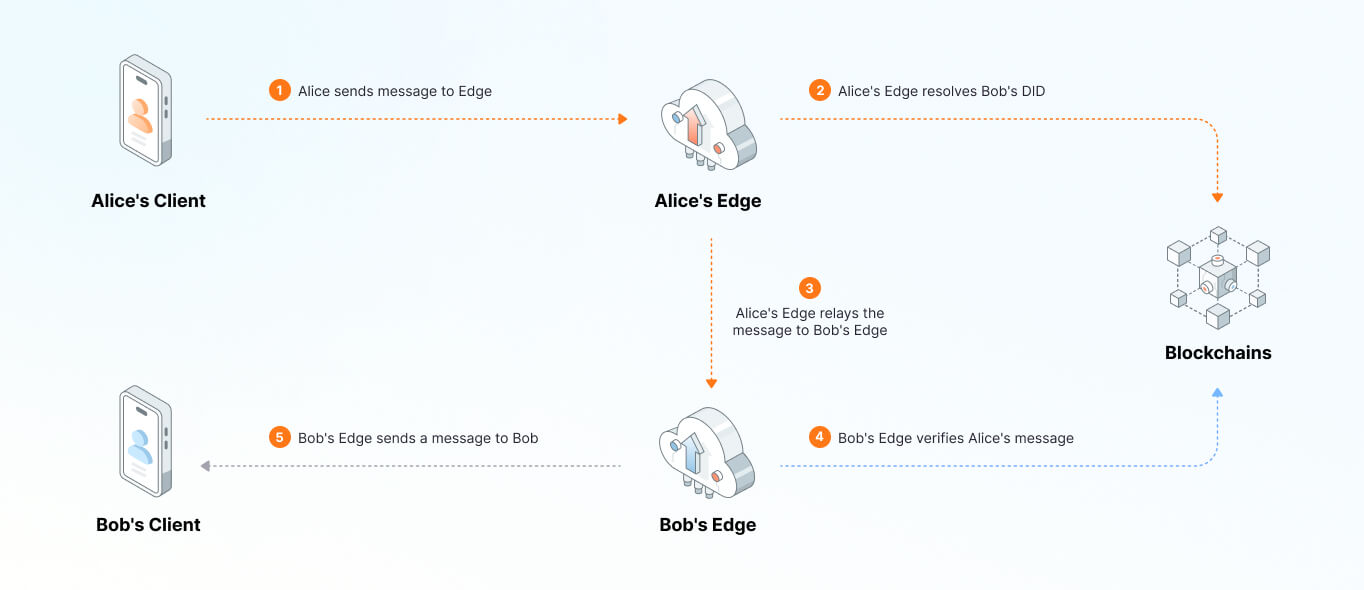 1 Alice sends message to Edge
2 Alice's Edge resolves Bob's DID
Alice's Client
Alice's Edge
3
Alice's Edge relays the
message to Bob's Edge
Blockchains
5 Bob's Edge sends a message to Bob
4 Bob's Edge verifies Alice's message
Bob's Client
Bob's Edge